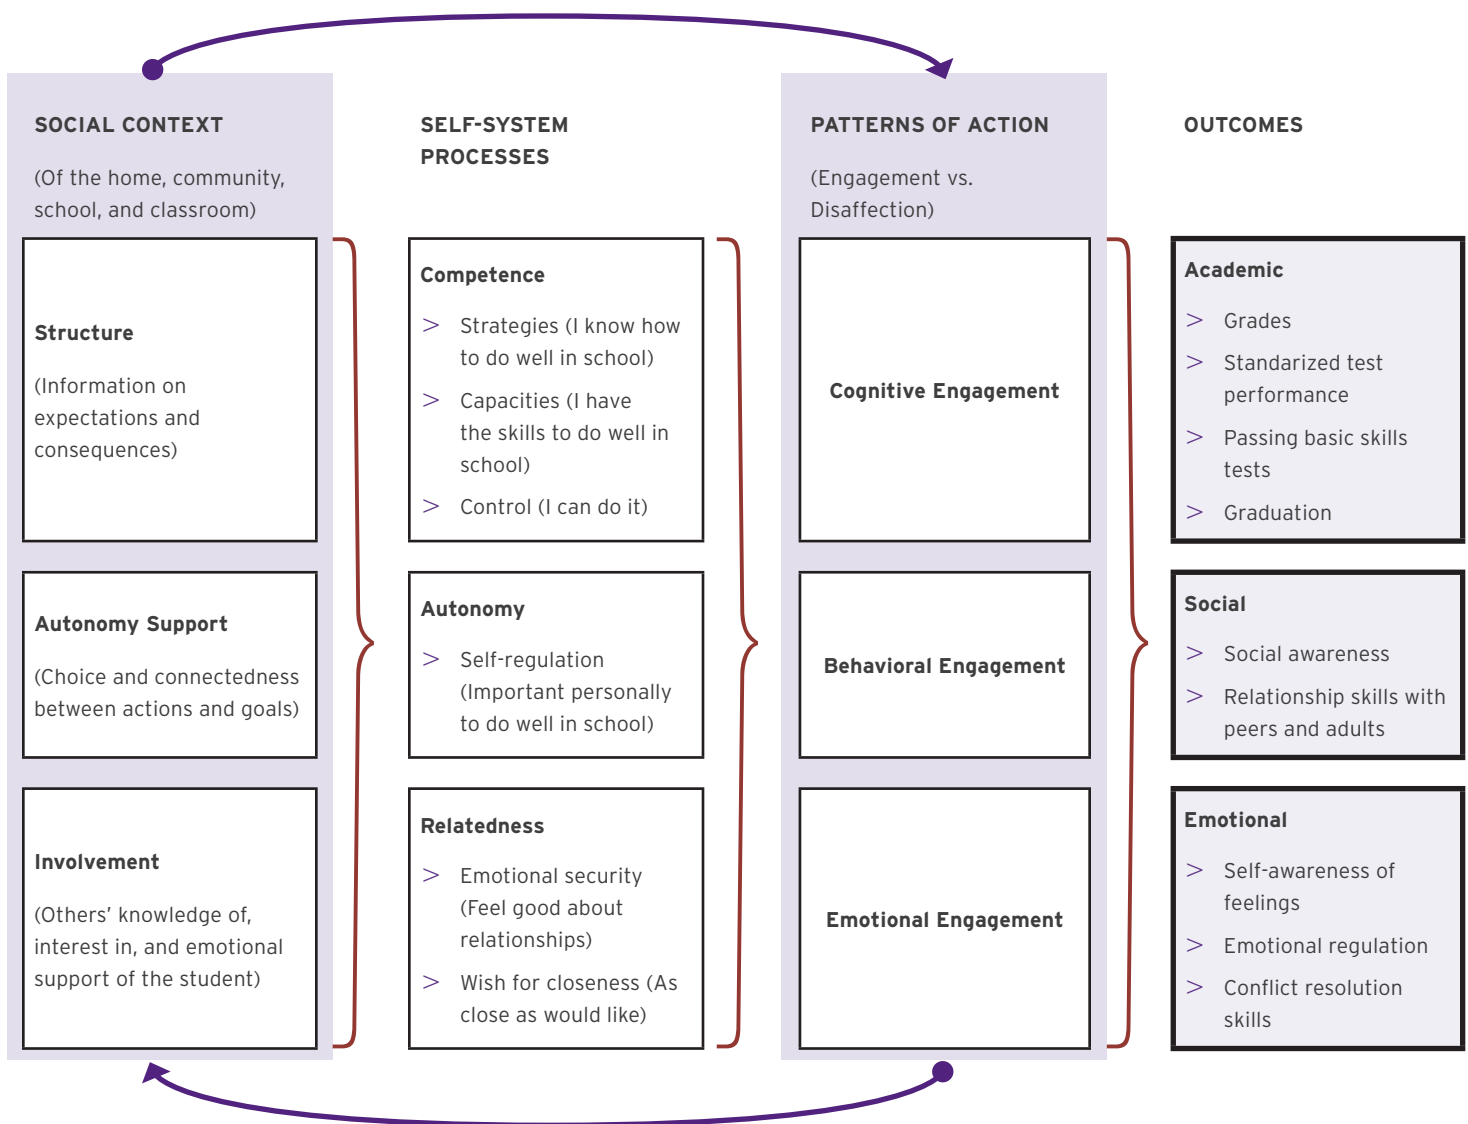 SOCIAL CONTEXT
(Of the home, community,
school, and classroom)
Structure
(Information on
expectations and
consequences)
Autonomy Support
(Choice and connectedness
between actions and goals)
Involvement
(Others’ knowledge of,
interest in, and emotional
support of the student)
SELF-SYSTEM
PROCESSES
Competence
> Strategies (I know how
to do well in school)
> Capacities (I have
the skills to do well in
school)
> Control (I can do it)
Autonomy
> Self-regulation
(Important personally
to do well in school)
Relatedness
> Emotional security
(Feel good about
relationships)
> Wish for closeness (As
close as would like)
PATTERNS OF ACTION
(Engagement vs.
Disaffection)
Cognitive Engagement
Behavioral Engagement
Emotional Engagement
OUTCOMES
Academic
> Grades
> Standarized test
performance
> Passing basic skills
tests
> Graduation
Social
> Social awareness
> Relationship skills with
peers and adults
Emotional
> Self-awareness of
feelings
> Emotional regulation
> Conflict resolution
skills